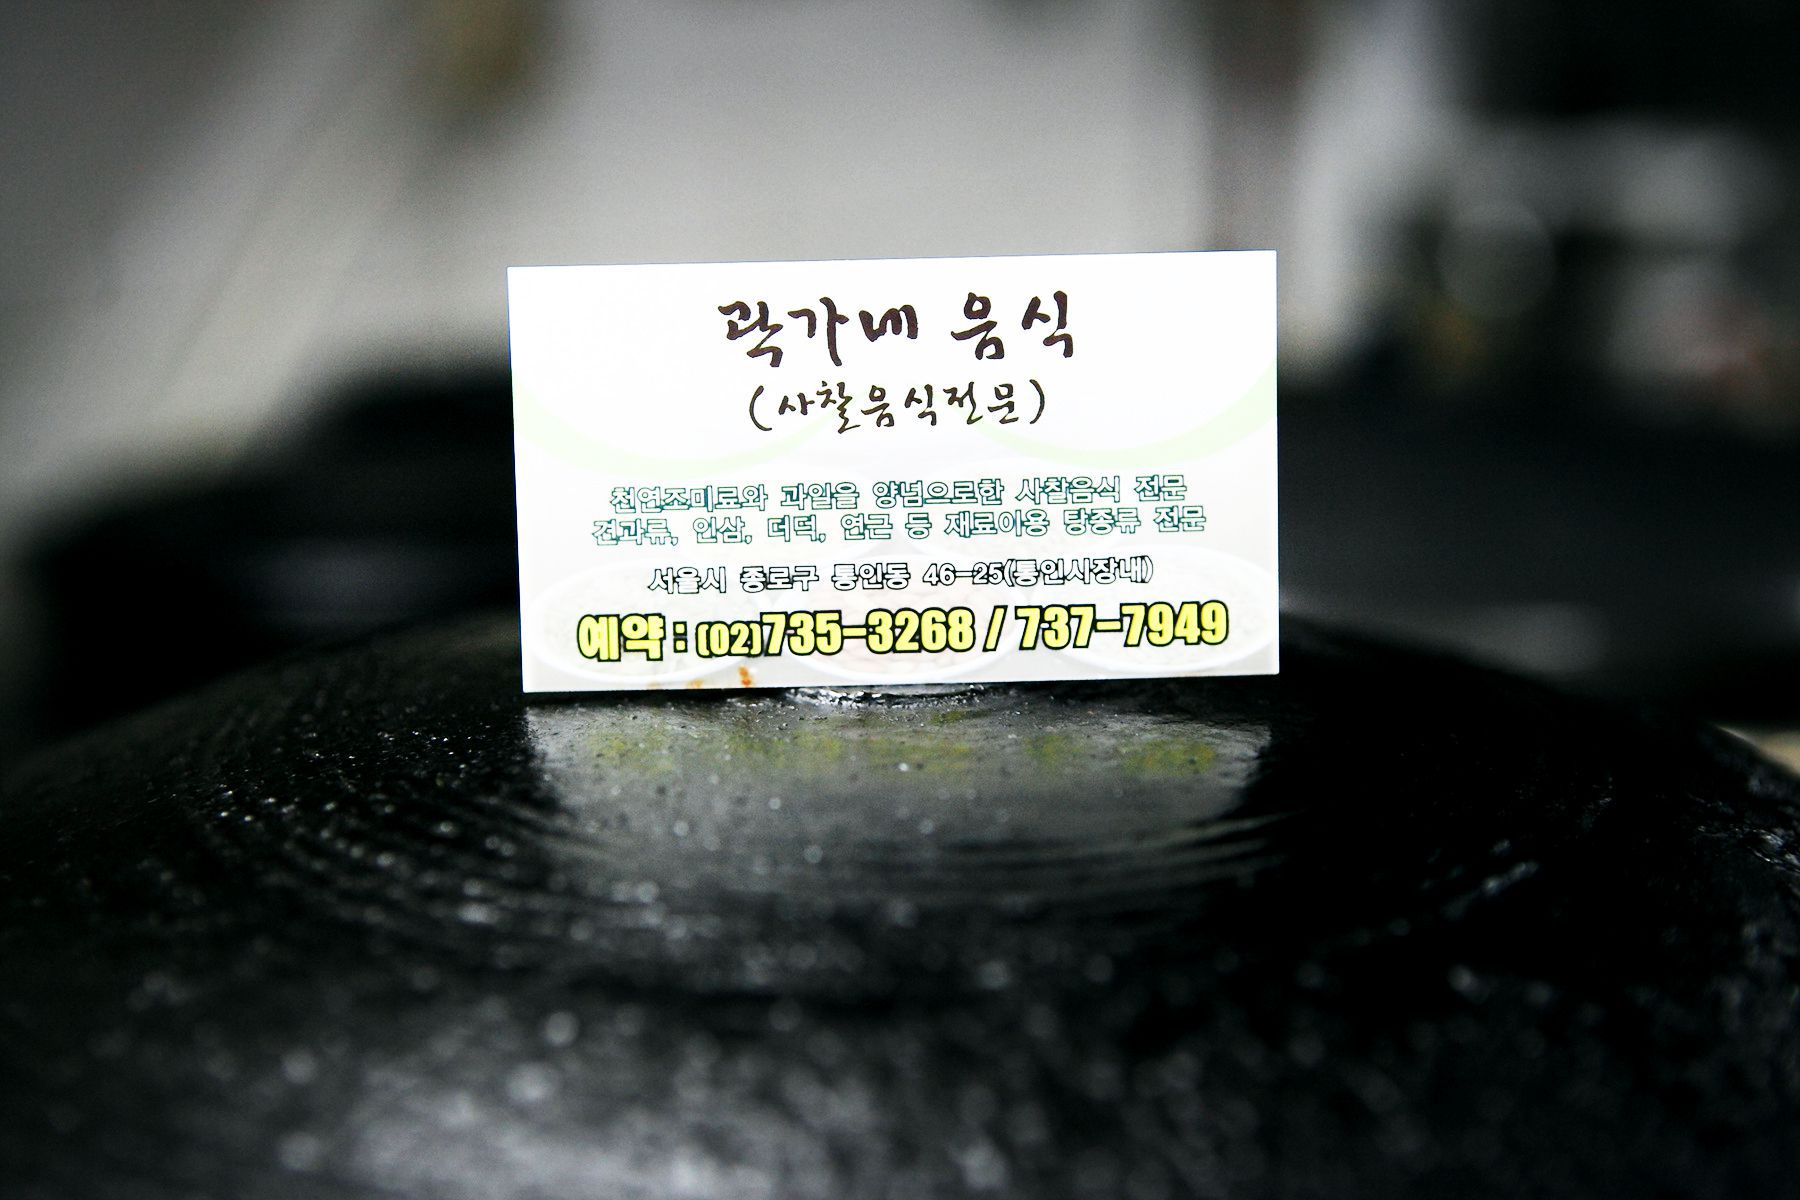 곽가네 음식
(사찰음식전문)
천연조미료와 과일을 양념으로한 사찰음식 전문
견과류, 인삼, 더덕, 연근 등 재료이용 탕종류 전문
서울시 종로구 통인동 46-25(통인시장내)
예약 : (02)735-3268 / 737-7949